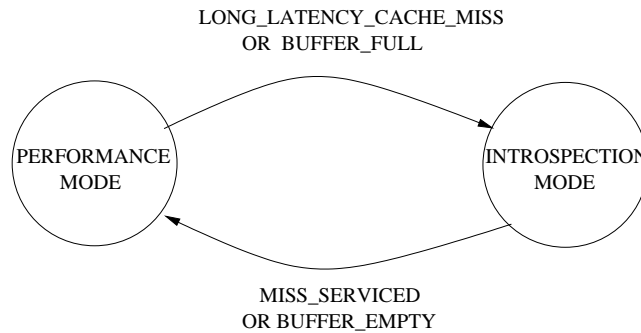 LONG_LATENCY_CACHE_MISS
OR BUFFER_FULL
PERFORMANCE
MODE
INTROSPECTION
MODE
MISS_SERVICED
OR BUFFER_EMPTY